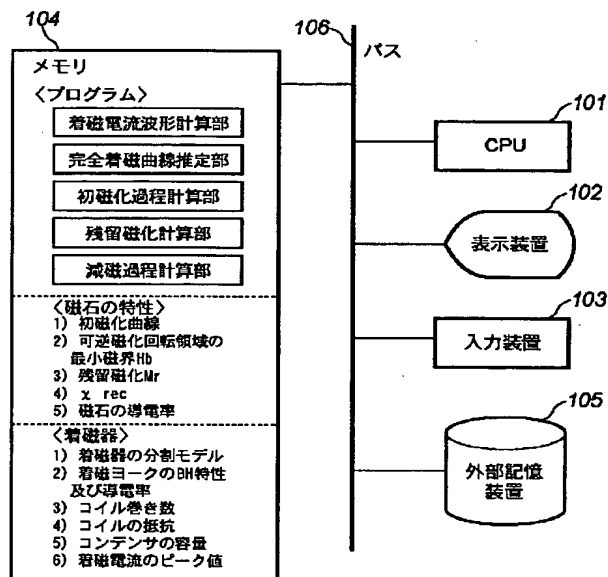 104
メモリ
〈プログラム〉
着磁電流波形計算部
完全着磁曲線推定部
初磁化過程計算部
残留磁化計算部
減磁過程計算部
〈磁石の特性〉
1) 初磁化曲線
2) 可逆磁化回転領域の
最小磁界Hb
3) 残留磁化Mr
4) χ rec
5) 磁石の導電率
〈着磁器〉
1) 着磁器の分割モデル
2) 着磁ヨークのBH特性
及び導電率
3) コイル巻き数
4) コイルの抵抗
5) コンデンサの容量
6) 着磁電流のピーク値
106
バス
101
CPU
102
表示装置
103
入力装置
105
外部記憶
装置